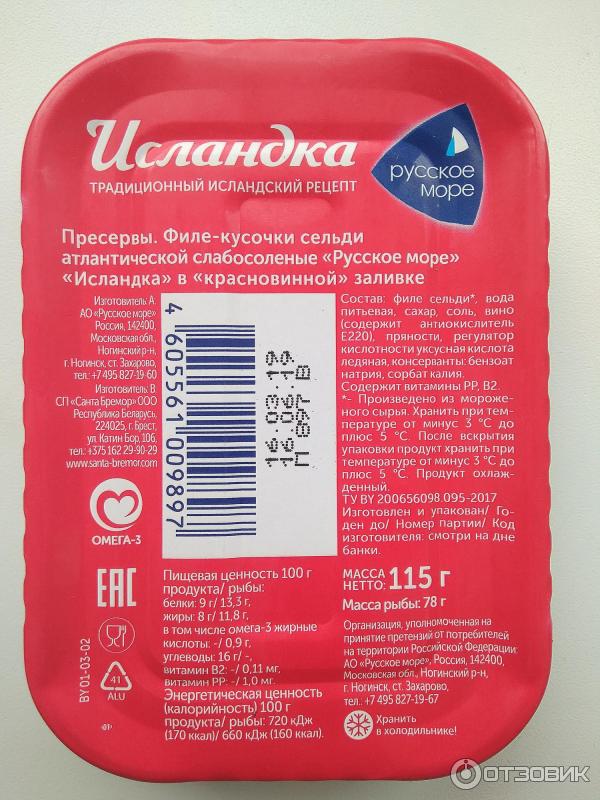 Исландка
ТРАДИЦИОННЫЙ ИСЛАНДСКИЙ РЕЦЕПТ
русское
море
Пресервы. Филе-кусочки сельди
атлантической слабосоленые «Русское море»
«Исландка» в «красновинной» заливке
Изготовитель: А.
АО «Русское море»
Россия, 142400,
Московская обл.,
Ногинский р-н,
г. Ногинск, ст. Захарово,
тел.: +7 495 827-19-60
Изготовитель: В.
СП «Санта Бремор» ООО
Республика Беларусь,
224025, г. Брест,
ул. Катин Бор, 106,
тел.: +375 162 29-90-29
www.santa-bremor.com
ОМЕГА-3
4 605561 009897
Состав: филе сельди*, вода
питьевая, сахар, соль, вино
(содержит антиокислитель
Е220), пряности, регулятор
кислотности уксусная кислота
ледяная, консерванты: бензоат
натрия, сорбат калия.
Содержит витамины РР, В2.
*- Произведено из мороже-
ного сырья. Хранить при тем-
пературе от минус 3 °С до
плюс 5 °С. После вскрытия
упаковки продукт хранить при
температуре от минус 3 °С до
плюс 5 °С. Продукт охлаж-
денный.
TУ BY 200656098.095-2017
Изготовлен и упакован/ Го-
ден до/ Номер партии/ Код
изготовителя: смотри на дне
банки.
EAC
BY 01-03-02
41
ALU
Пищевая ценность 100 г
продукта/ рыбы:
белки: 9 г/ 13,3 г,
жиры: 8 г/ 11,8 г,
в том числе омега-3 жирные
кислоты: -/ 0,9 г,
углеводы: 16 г/ -,
витамин В2: -/ 0,11 мг,
витамин РР: -/ 1,0 мг.
Энергетическая ценность
(калорийность) 100 г
продукта/ рыбы: 720 кДж
(170 ккал)/ 660 кДж (160 ккал).
МАССА
НЕТТО: 115 г
Масса рыбы: 78 г
Организация, уполномоченная на
принятие претензий от потребителей
на территории Российской Федерации:
АО «Русское море», Россия, 142400,
Московская обл., Ногинский р-н,
г. Ногинск, ст. Захарово,
тел.: +7 495 827-19-67
Хранить
в холодильнике!
ОТЗОВИК